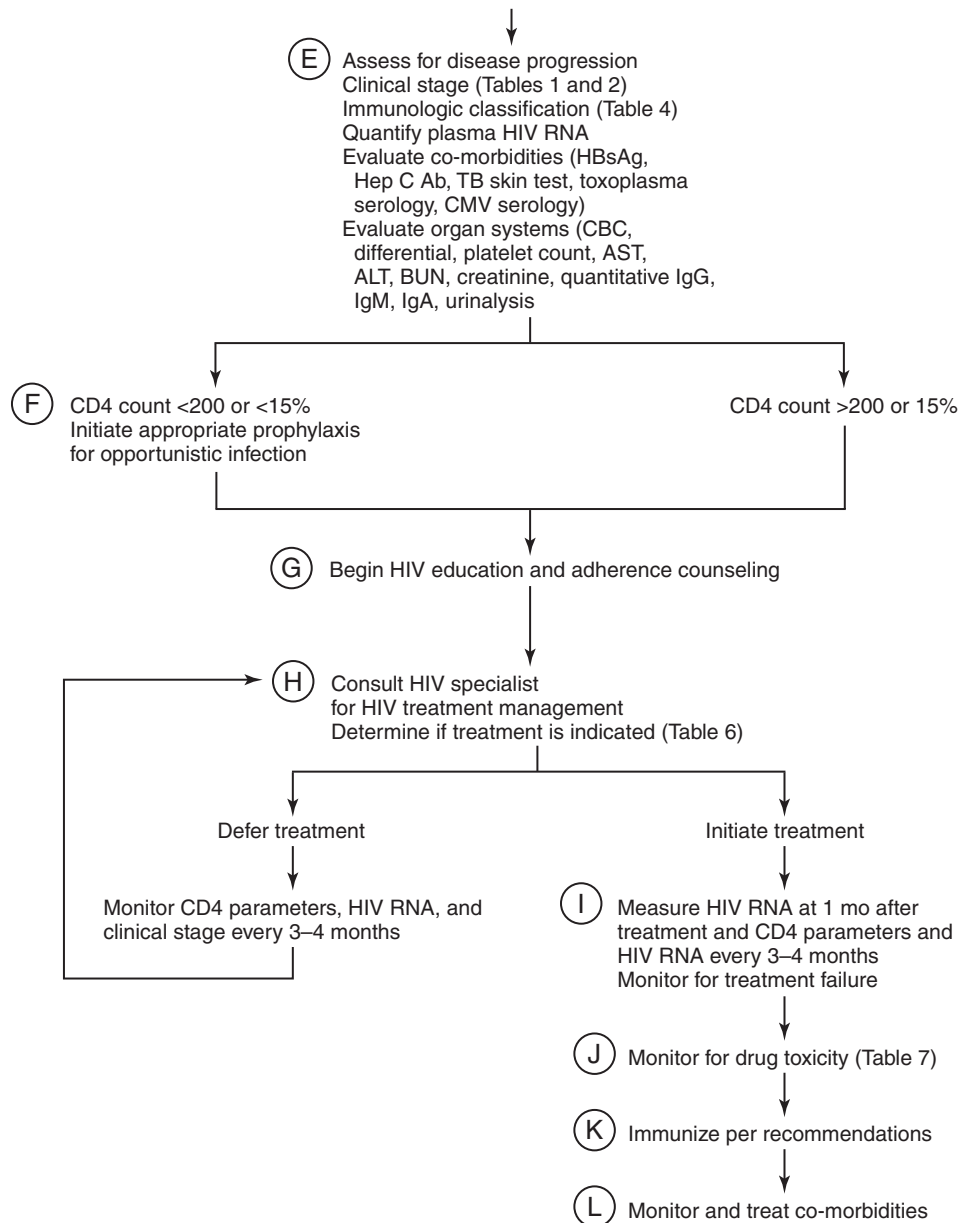 E
Assess for disease progression
Clinical stage (Tables 1 and 2)
Immunologic classification (Table 4)
Quantify plasma HIV RNA
Evaluate co-morbidities (HBsAg,
Hep C Ab, TB skin test, toxoplasma
serology, CMV serology)
Evaluate organ systems (CBC,
differential, platelet count, AST,
ALT, BUN, creatinine, quantitative IgG,
IgM, IgA, urinalysis
F
CD4 count <200 or <15%
Initiate appropriate prophylaxis
for opportunistic infection
CD4 count >200 or 15%
G
Begin HIV education and adherence counseling
H
Consult HIV specialist
for HIV treatment management
Determine if treatment is indicated (Table 6)
Defer treatment
Initiate treatment
Monitor CD4 parameters, HIV RNA, and
clinical stage every 3–4 months
I
Measure HIV RNA at 1 mo after
treatment and CD4 parameters and
HIV RNA every 3–4 months
Monitor for treatment failure
J
Monitor for drug toxicity (Table 7)
K
Immunize per recommendations
L
Monitor and treat co-morbidities